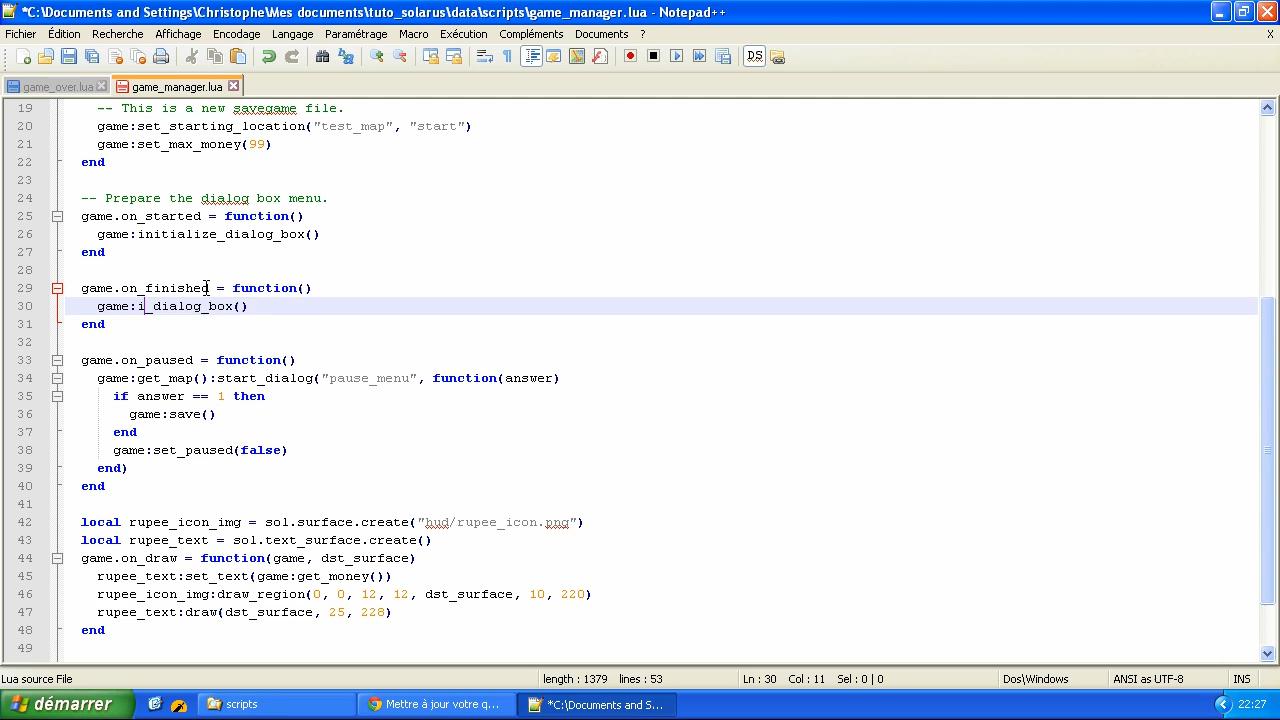 *C:\Documents and Settings\Christophe\Mes documents\tuto_solarus\data\scripts\game_manager.lua - Notepad++
Fichier Édition Recherche Affichage Encodage Langage Paramétrage Macro Exécution Compléments Documents ? X
game_over.lua game_manager.lua
19 -- This is a new savegame file.
20 game:set_starting_location("test_map", "start")
21 game:set_max_money(99)
22 end
23
24 -- Prepare the dialog box menu.
25 game.on_started = function()
26 game:initialize_dialog_box()
27 end
28
29 game.on_finished = function()
30 game:i_dialog_box()
31 end
32
33 game.on_paused = function()
34 game:get_map():start_dialog("pause_menu", function(answer)
35 if answer == 1 then
36 game:save()
37 end
38 game:set_paused(false)
39 end)
40 end
41
42 local rupee_icon_img = sol.surface.create("hud/rupee_icon.png")
43 local rupee_text = sol.text_surface.create()
44 game.on_draw = function(game, dst_surface)
45 rupee_text:set_text(game:get_money())
46 rupee_icon_img:draw_region(0, 0, 12, 12, dst_surface, 10, 220)
47 rupee_text:draw(dst_surface, 25, 228)
48 end
49
Lua source File length : 1379 lines : 53 Ln : 30 Col : 11 Sel : 0 | 0 Dos\Windows ANSI as UTF-8 INS
démarrer scripts Mettre à jour votre q... *C:\Documents and S... 22:27